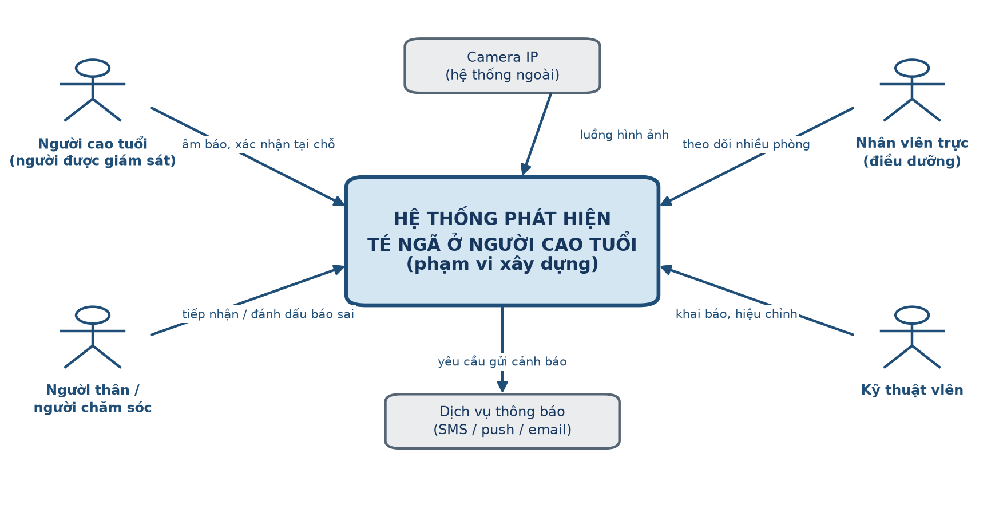 Camera IP
(hệ thống ngoài)
Người cao tuổi
(người được giám sát)
âm báo, xác nhận tại chỗ
luồng hình ảnh
theo dõi nhiều phòng
Nhân viên trực
(điều dưỡng)
HỆ THỐNG PHÁT HIỆN
TÉ NGÃ Ở NGƯỜI CAO TUỔI
(phạm vi xây dựng)
tiếp nhận / đánh dấu báo sai
khai báo, hiệu chỉnh
yêu cầu gửi cảnh báo
Người thân /
người chăm sóc
Kỹ thuật viên
Dịch vụ thông báo
(SMS / push / email)